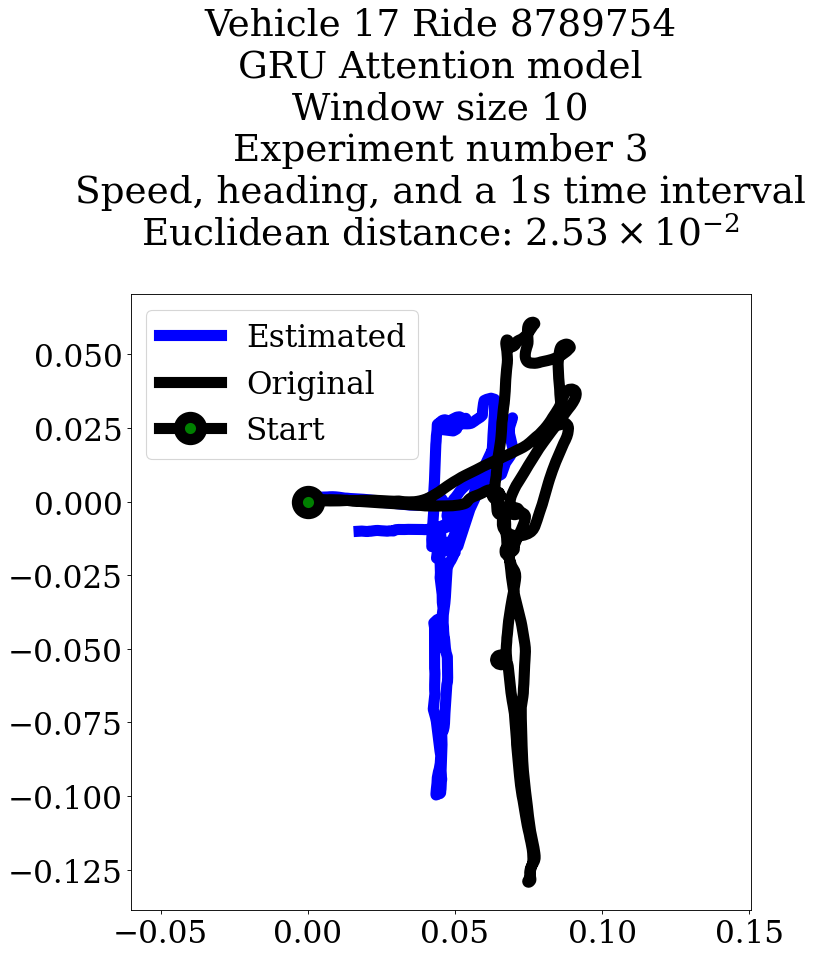 Vehicle 17 Ride 8789754
GRU Attention model
Window size 10
Experiment number 3
Speed, heading, and a 1s time interval
Euclidean distance: 2.53 × 10⁻²
Estimated
Original
Start
0.050
0.025
0.000
−0.025
−0.050
−0.075
−0.100
−0.125
−0.05 0.00 0.05 0.10 0.15